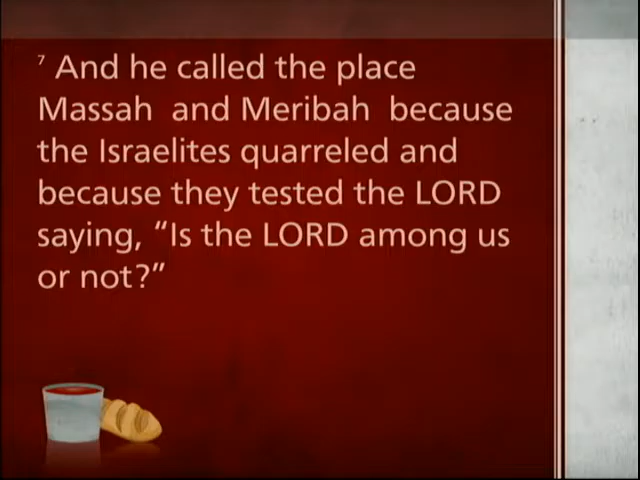 ⁷ And he called the place
Massah and Meribah because
the Israelites quarreled and
because they tested the LORD
saying, “Is the LORD among us
or not?”